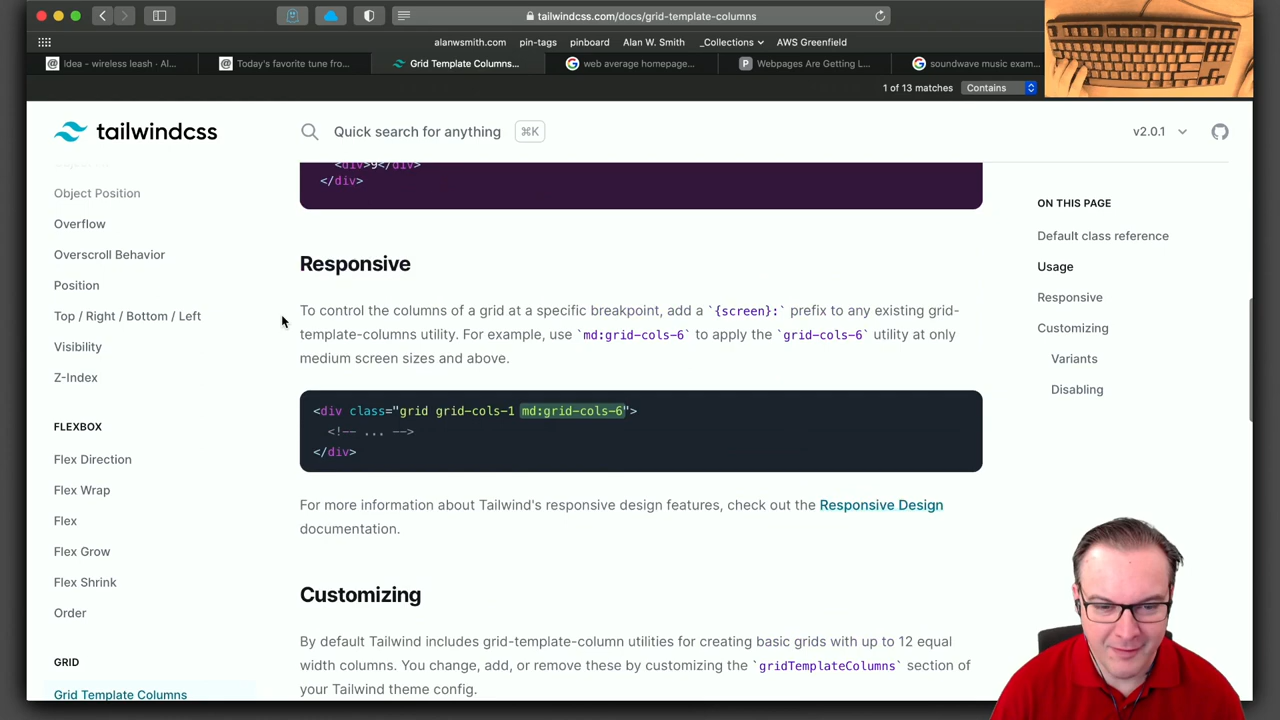 tailwindcss.com/docs/grid-template-columns
alanwsmith.com pin-tags pinboard Alan W. Smith _Collections AWS Greenfield
Idea - wireless leash · Al...
Today's favorite tune fro...
Grid Template Columns...
web average homepage...
Webpages Are Getting L...
soundwave music exam...
1 of 13 matches Contains
tailwindcss
Quick search for anything ⌘K
v2.0.1
Object Position
Overflow
Overscroll Behavior
Position
Top / Right / Bottom / Left
Visibility
Z-Index
FLEXBOX
Flex Direction
Flex Wrap
Flex
Flex Grow
Flex Shrink
Order
GRID
Grid Template Columns
<div>9</div>
</div>
Responsive
To control the columns of a grid at a specific breakpoint, add a `{screen}:` prefix to any existing grid-
template-columns utility. For example, use `md:grid-cols-6` to apply the `grid-cols-6` utility at only
medium screen sizes and above.
<div class="grid grid-cols-1 md:grid-cols-6">
<!-- ... -->
</div>
For more information about Tailwind's responsive design features, check out the Responsive Design
documentation.
Customizing
By default Tailwind includes grid-template-column utilities for creating basic grids with up to 12 equal
width columns. You change, add, or remove these by customizing the `gridTemplateColumns` section of
your Tailwind theme config.
ON THIS PAGE
Default class reference
Usage
Responsive
Customizing
Variants
Disabling